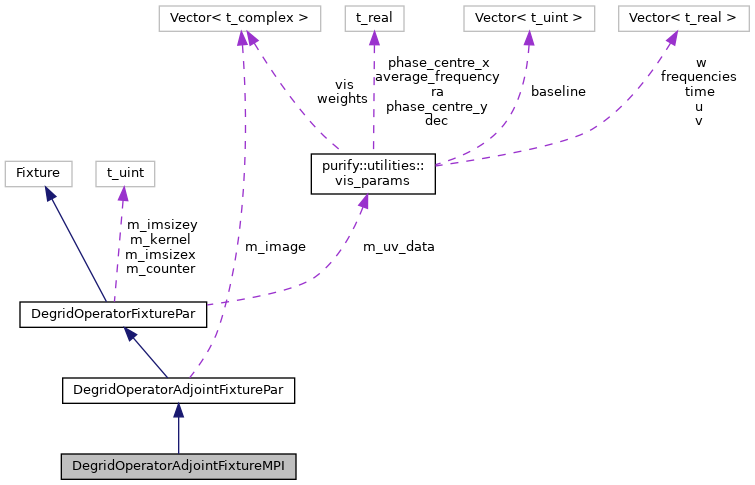 Vector< t_complex >
t_real
Vector< t_uint >
Vector< t_real >
vis
weights
phase_centre_x
average_frequency
ra
phase_centre_y
dec
baseline
w
frequencies
time
u
v
purify::utilities::
vis_params
Fixture
t_uint
m_imsizey
m_kernel
m_imsizex
m_counter
m_image
m_uv_data
DegridOperatorFixturePar
DegridOperatorAdjointFixturePar
DegridOperatorAdjointFixtureMPI